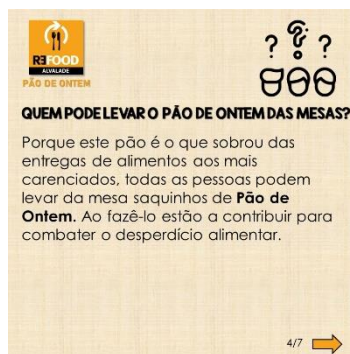 REFOOD
ALVALADE
PÃO DE ONTEM
? ? ?
QUEM PODE LEVAR O PÃO DE ONTEM DAS MESAS?
Porque este pão é o que sobrou das
entregas de alimentos aos mais
carenciados, todas as pessoas podem
levar da mesa saquinhos de Pão de
Ontem. Ao fazê-lo estão a contribuir para
combater o desperdício alimentar.
4/7